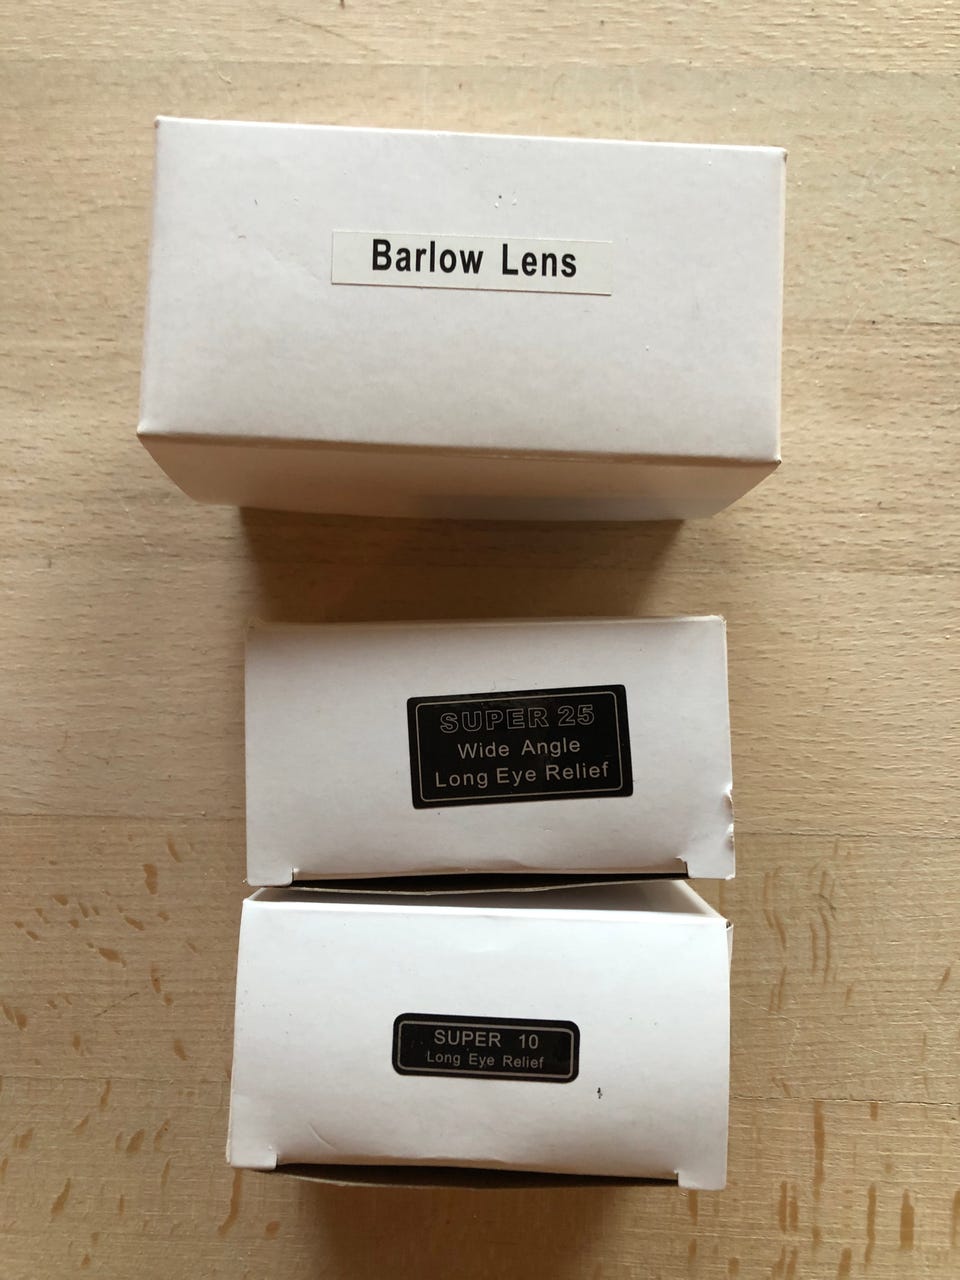 Barlow Lens
SUPER 25
Wide Angle
Long Eye Relief
SUPER 10
Long Eye Relief